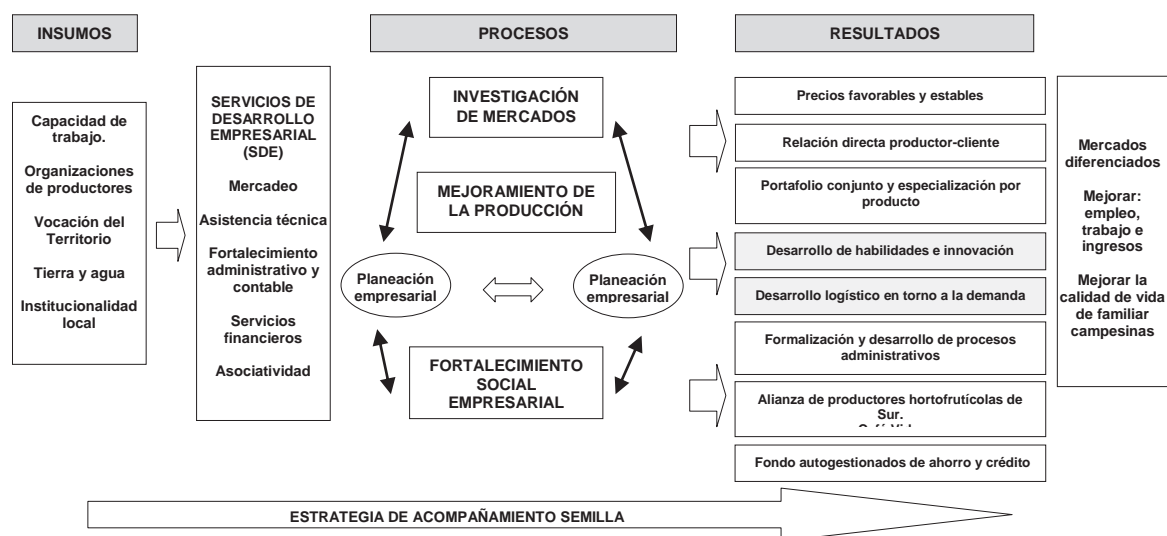 INSUMOS
PROCESOS
RESULTADOS
Capacidad de
trabajo.
Organizaciones
de productores
Vocación del
Territorio
Tierra y agua
Institucionalidad
local
SERVICIOS DE
DESARROLLO
EMPRESARIAL
(SDE)
Mercadeo
Asistencia técnica
Fortalecimiento
administrativo y
contable
Servicios
financieros
Asociatividad
INVESTIGACIÓN
DE MERCADOS
MEJORAMIENTO DE
LA PRODUCCIÓN
Planeación
empresarial
Planeación
empresarial
FORTALECIMIENTO
SOCIAL
EMPRESARIAL
Precios favorables y estables
Relación directa productor-cliente
Portafolio conjunto y especialización por
producto
Desarrollo de habilidades e innovación
Desarrollo logístico en torno a la demanda
Formalización y desarrollo de procesos
administrativos
Alianza de productores hortofrutícolas de
Sur.
Fondo autogestionados de ahorro y crédito
Mercados
diferenciados
Mejorar:
empleo,
trabajo e
ingresos
Mejorar la
calidad de vida
de familiar
campesinas
ESTRATEGIA DE ACOMPAÑAMIENTO SEMILLA